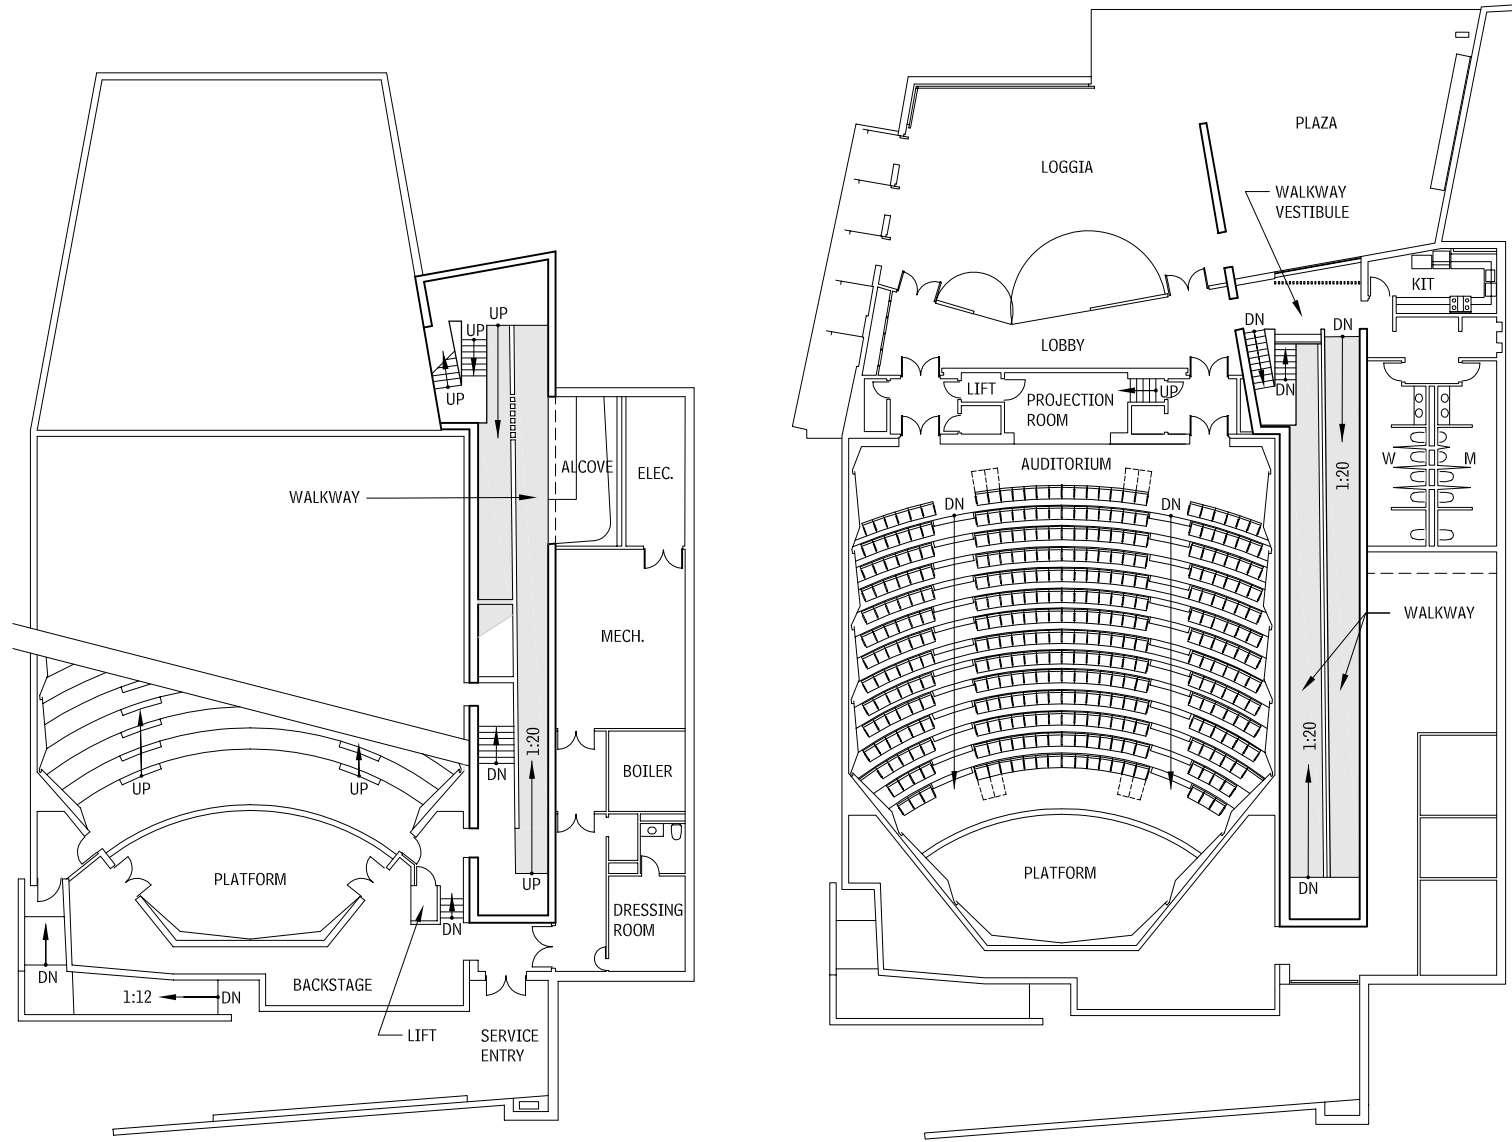 UP
UP
UP
ALCOVE
ELEC.
WALKWAY
MECH.
1:20
DN
UP
UP
BOILER
PLATFORM
UP
DRESSING
ROOM
DN
DN
BACKSTAGE
1:12
DN
LIFT
SERVICE
ENTRY
PLAZA
LOGGIA
WALKWAY
VESTIBULE
KIT
DN
DN
LOBBY
LIFT
UP
DN
PROJECTION
ROOM
AUDITORIUM
W
M
1:20
DN
DN
WALKWAY
1:20
PLATFORM
DN